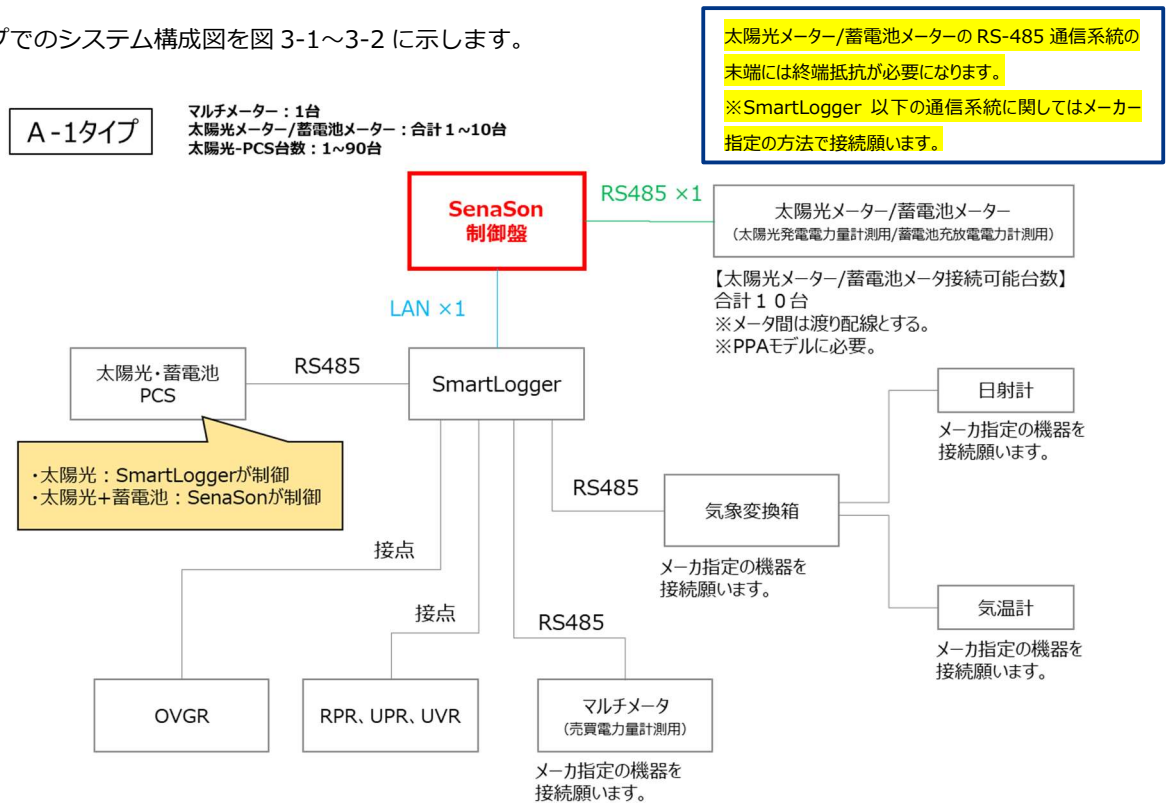 プでのシステム構成図を図 3-1～3-2 に示します。
太陽光メーター/蓄電池メーターの RS-485 通信系統の
末端には終端抵抗が必要になります。
※SmartLogger 以下の通信系統に関してはメーカー
指定の方法で接続願います。
A-1タイプ
マルチメーター：1台
太陽光メーター/蓄電池メーター：合計１～10台
太陽光-PCS台数：1～90台
SenaSon
制御盤
RS485 ×1
太陽光メーター/蓄電池メーター
（太陽光発電電力量計測用/蓄電池充放電電力計測用）
【太陽光メーター/蓄電池メータ接続可能台数】
合計１０台
※メータ間は渡り配線とする。
※PPAモデルに必要。
LAN ×1
太陽光・蓄電池
PCS
RS485
SmartLogger
・太陽光：SmartLoggerが制御
・太陽光+蓄電池：SenaSonが制御
日射計
メーカ指定の機器を
接続願います。
RS485
気象変換箱
メーカ指定の機器を
接続願います。
気温計
メーカ指定の機器を
接続願います。
接点
接点
RS485
OVGR
RPR、UPR、UVR
マルチメータ
（売買電力量計測用）
メーカ指定の機器を
接続願います。